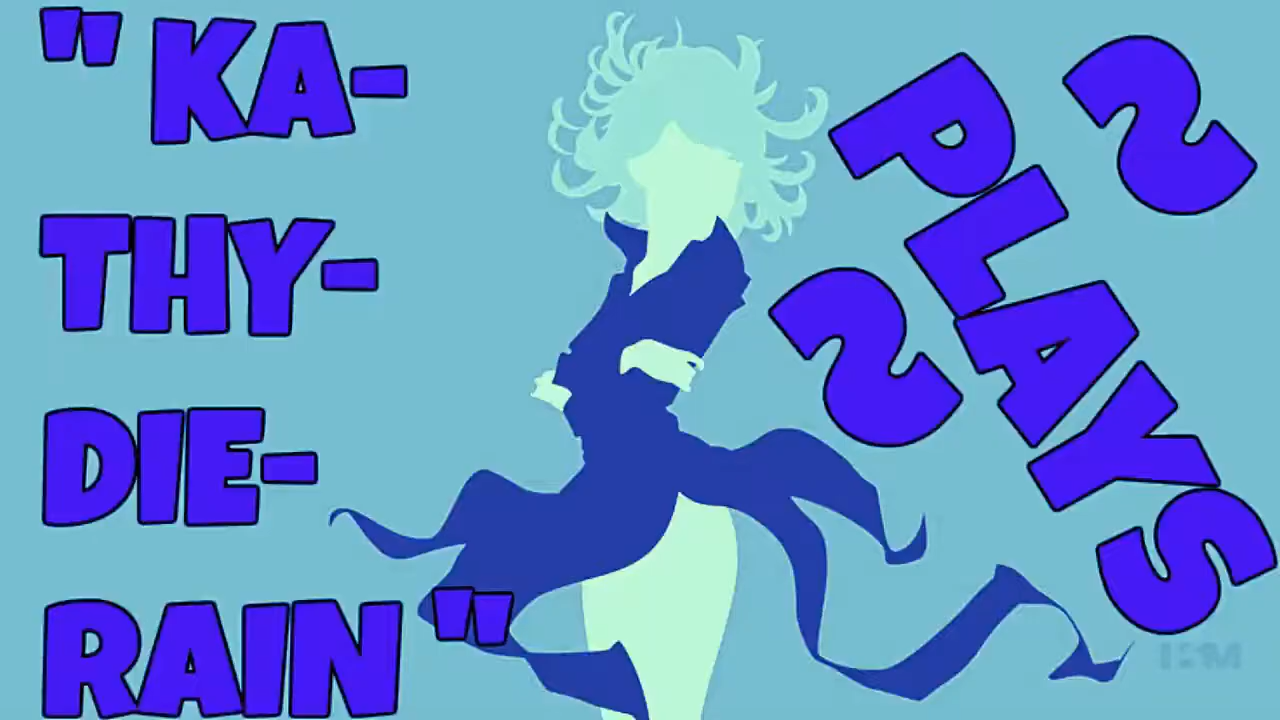 "KA-
THY-
DIE-
RAIN"
S
PLAYS
S